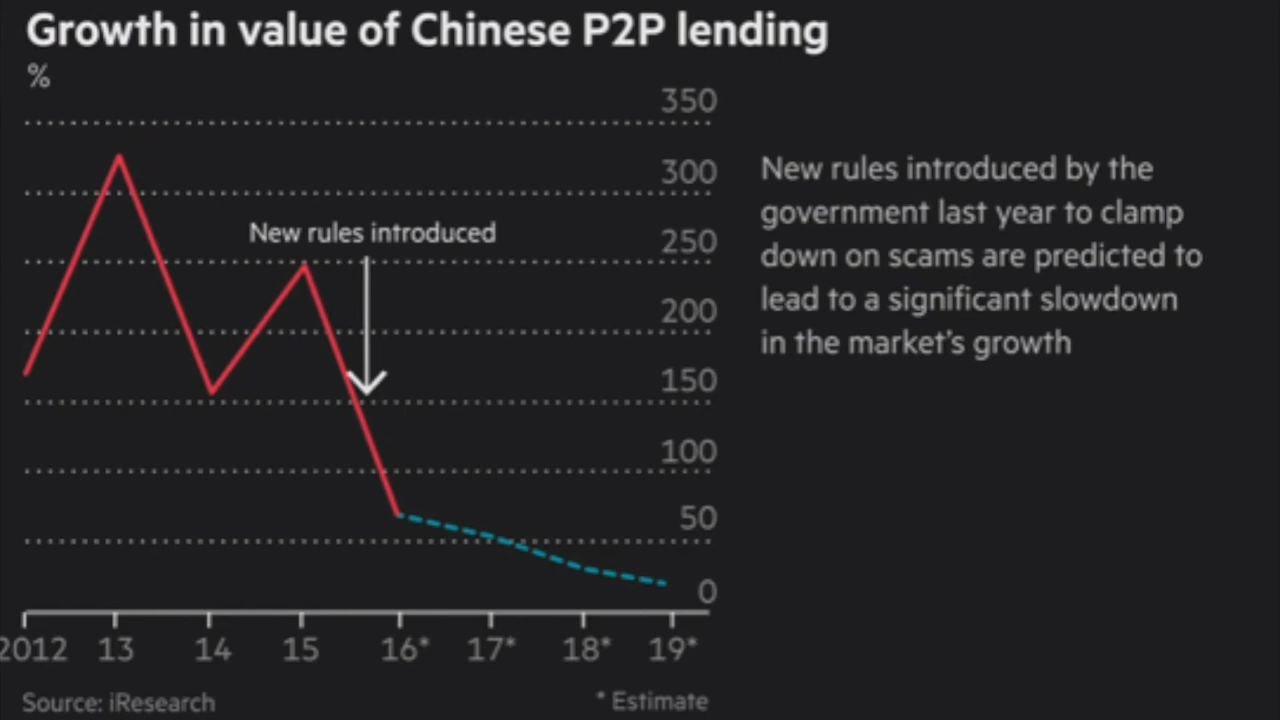 Growth in value of Chinese P2P lending
%
350
300
250
200
150
100
50
0
New rules introduced
New rules introduced by the
government last year to clamp
down on scams are predicted to
lead to a significant slowdown
in the market's growth
2012 13 14 15 16* 17* 18* 19*
Source: iResearch
* Estimate